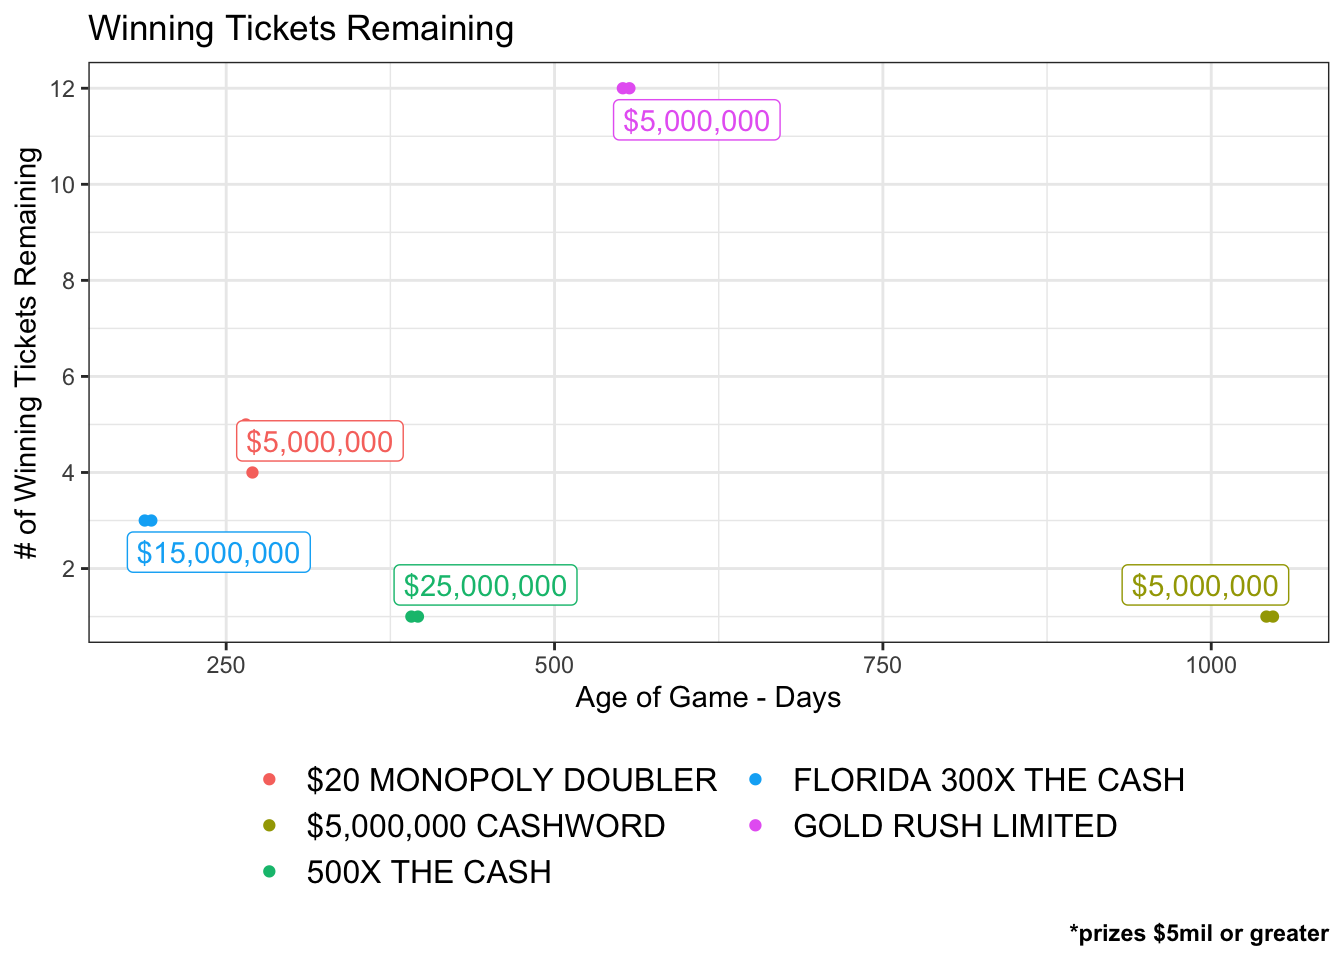 Winning Tickets Remaining
# of Winning Tickets Remaining
12
10
8
6
4
2
$5,000,000
$5,000,000
$15,000,000
$25,000,000
$5,000,000
250 500 750 1000
Age of Game - Days
$20 MONOPOLY DOUBLER
$5,000,000 CASHWORD
500X THE CASH
FLORIDA 300X THE CASH
GOLD RUSH LIMITED
*prizes $5mil or greater